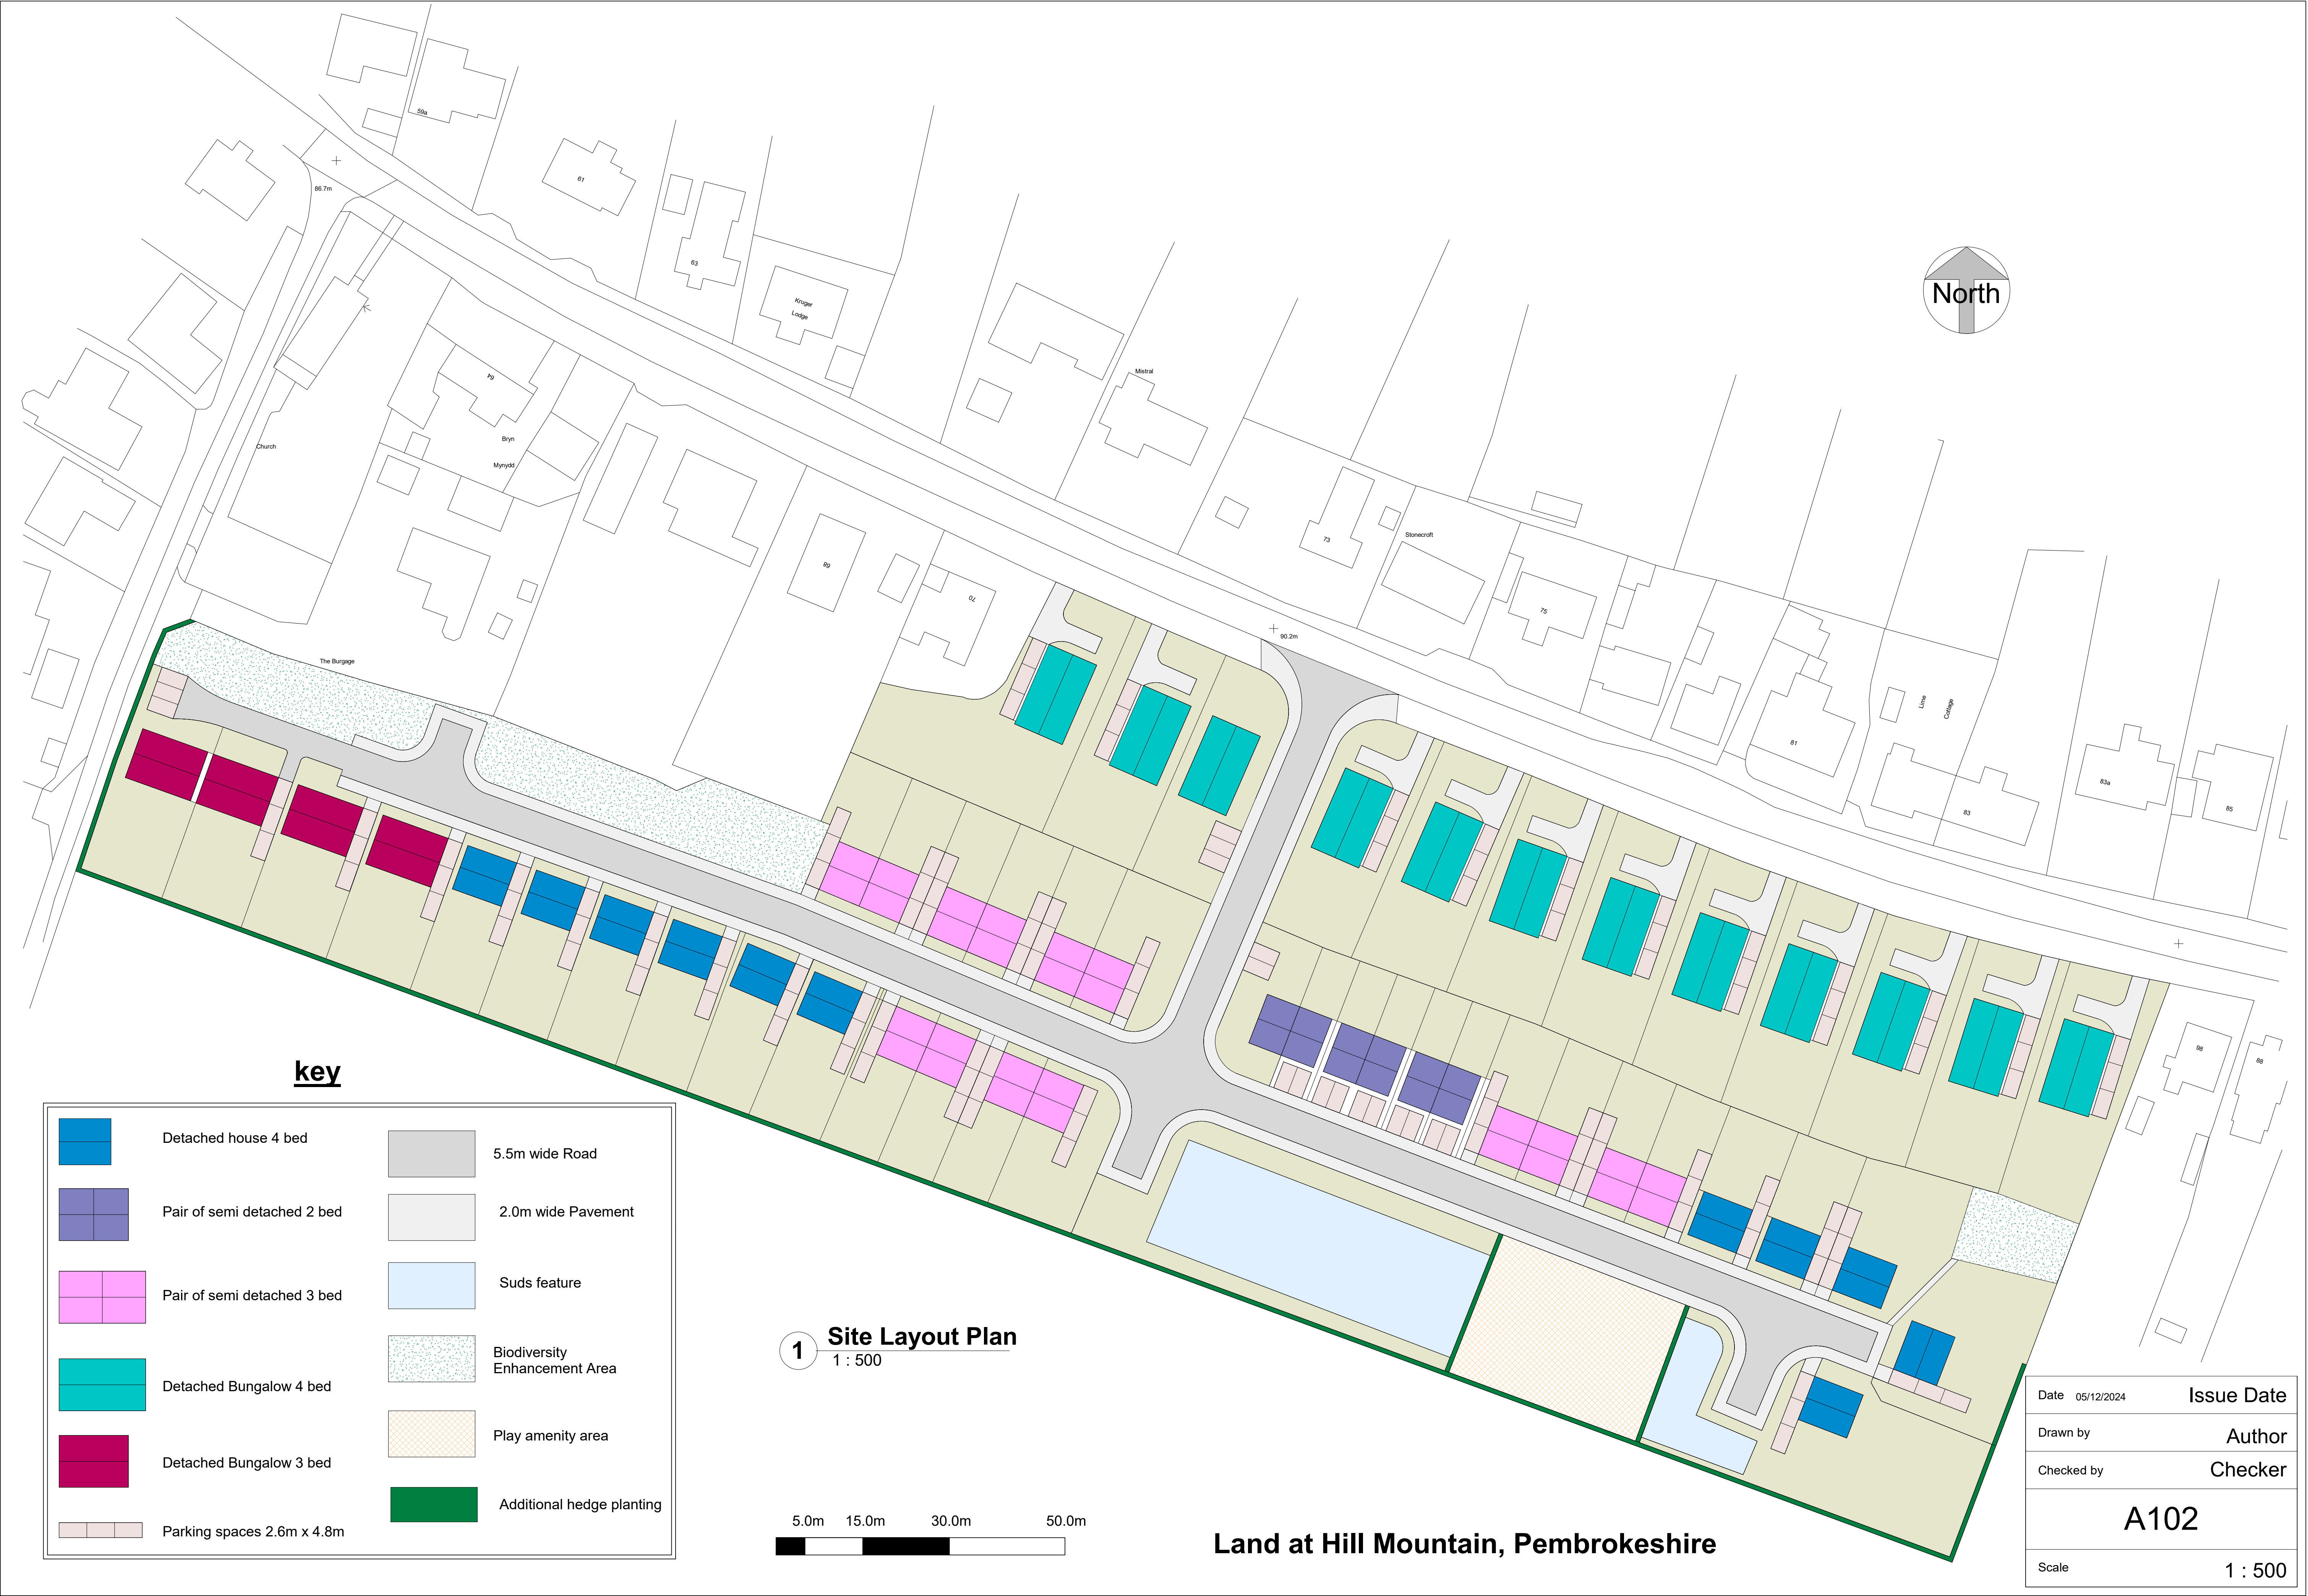 59a
61
86.7m
63
Kruger
Lodge
North
Mistral
64
Bryn
Church
Mynydd
73
Stonecroft
68
70
75
90.2m
The Burgage
Lime
Cottage
81
83a
83
85
98
88
key
Detached house 4 bed
5.5m wide Road
Pair of semi detached 2 bed
2.0m wide Pavement
Pair of semi detached 3 bed
Suds feature
Detached Bungalow 4 bed
Biodiversity
Enhancement Area
Detached Bungalow 3 bed
Play amenity area
Parking spaces 2.6m x 4.8m
Additional hedge planting
1 Site Layout Plan
1 : 500
5.0m 15.0m 30.0m 50.0m
Land at Hill Mountain, Pembrokeshire
Date 05/12/2024 Issue Date
Drawn by Author
Checked by Checker
A102
Scale 1 : 500